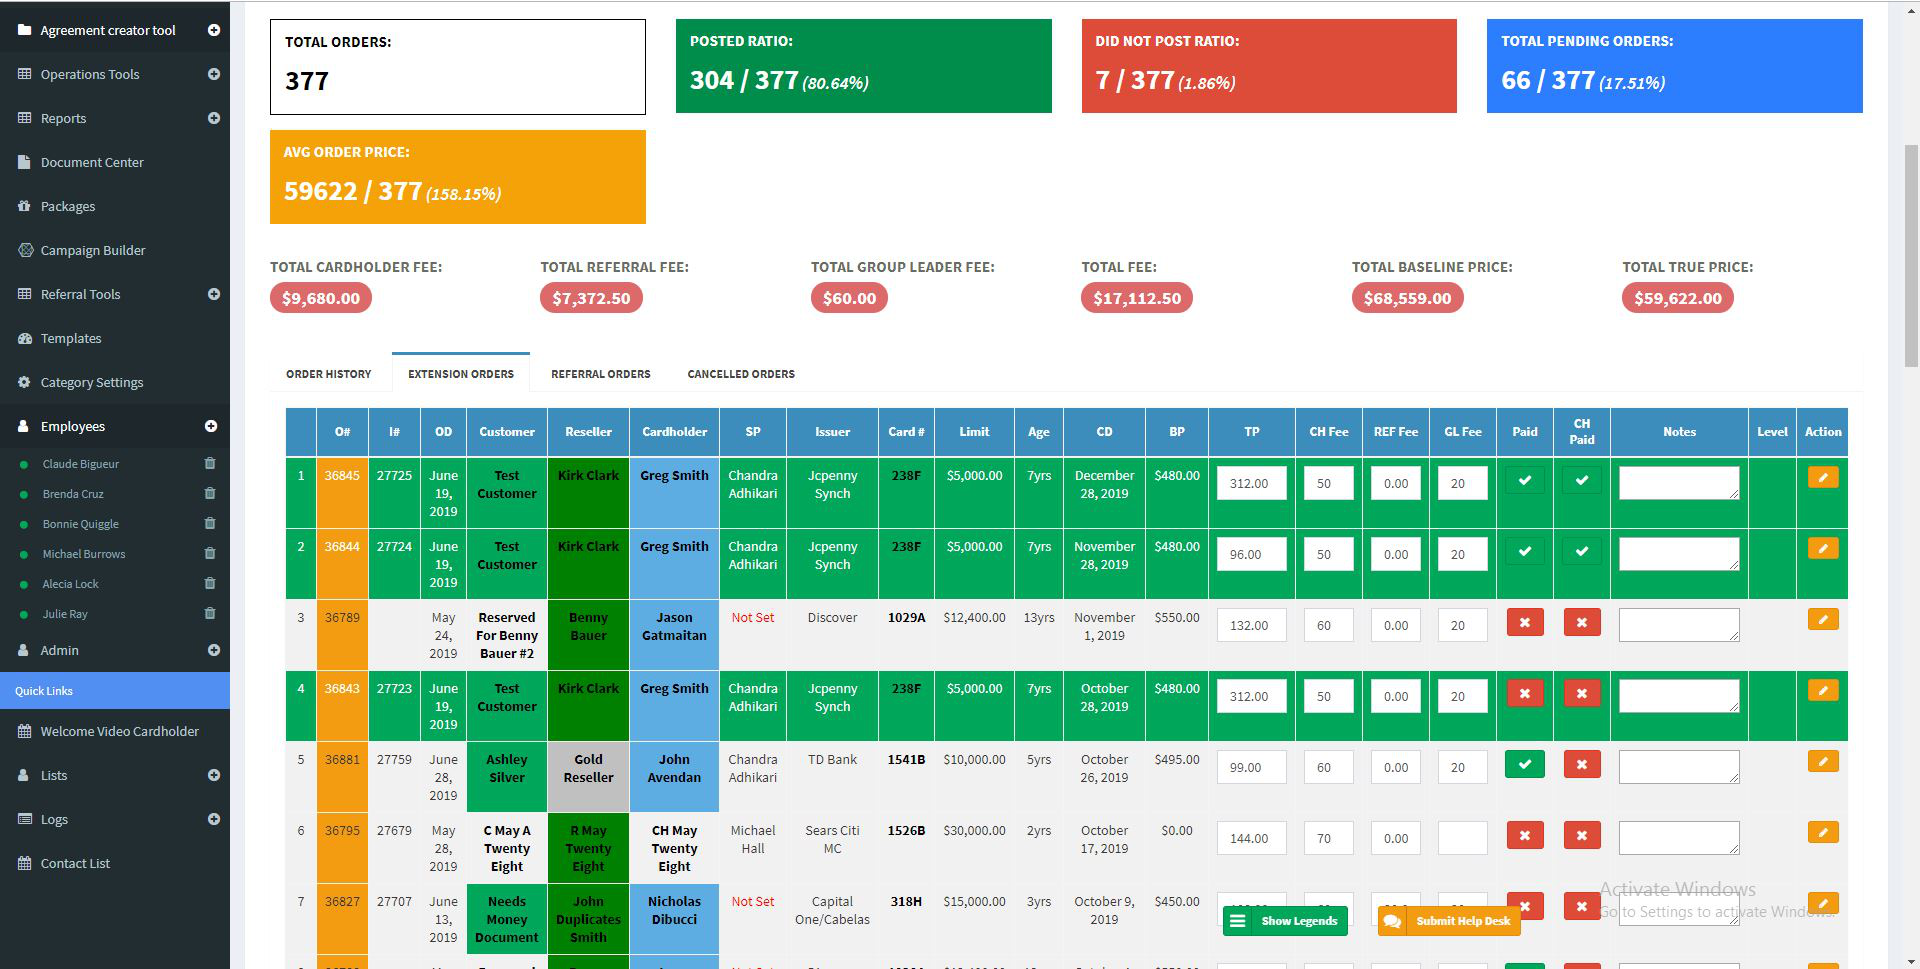 Agreement creator tool
Operations Tools
Reports
Document Center
Packages
Campaign Builder
Referral Tools
Templates
Category Settings
Employees
Claude Bigueur
Brenda Cruz
Bonnie Quiggle
Michael Burrows
Alecia Lock
Julie Ray
Admin
Quick Links
Welcome Video Cardholder
Lists
Logs
Contact List
TOTAL ORDERS:
377
POSTED RATIO:
304 / 377 (80.64%)
DID NOT POST RATIO:
7 / 377 (1.86%)
TOTAL PENDING ORDERS:
66 / 377 (17.51%)
AVG ORDER PRICE:
59622 / 377 (158.15%)
TOTAL CARDHOLDER FEE:
$9,680.00
TOTAL REFERRAL FEE:
$7,372.50
TOTAL GROUP LEADER FEE:
$60.00
TOTAL FEE:
$17,112.50
TOTAL BASELINE PRICE:
$68,559.00
TOTAL TRUE PRICE:
$59,622.00
ORDER HISTORY EXTENSION ORDERS REFERRAL ORDERS CANCELLED ORDERS
O# I# OD Customer Reseller Cardholder SP Issuer Card # Limit Age CD BP TP CH Fee REF Fee GL Fee Paid CH Paid Notes Level Action
1 36845 27725 June 19, 2019 Test Customer Kirk Clark Greg Smith Chandra Adhikari Jcpenny Synch 238F $5,000.00 7yrs December 28, 2019 $480.00 312.00 50 0.00 20
2 36844 27724 June 19, 2019 Test Customer Kirk Clark Greg Smith Chandra Adhikari Jcpenny Synch 238F $5,000.00 7yrs November 28, 2019 $480.00 96.00 50 0.00 20
3 36789 May 24, 2019 Reserved For Benny Bauer #2 Benny Bauer Jason Gatmaitan Not Set Discover 1029A $12,400.00 13yrs November 1, 2019 $550.00 132.00 60 0.00 20
4 36843 27723 June 19, 2019 Test Customer Kirk Clark Greg Smith Chandra Adhikari Jcpenny Synch 238F $5,000.00 7yrs October 28, 2019 $480.00 312.00 50 0.00 20
5 36881 27759 June 28, 2019 Ashley Silver Gold Reseller John Avendan Chandra Adhikari TD Bank 1541B $10,000.00 5yrs October 26, 2019 $495.00 99.00 60 0.00 20
6 36795 27679 May 28, 2019 C May A Twenty Eight R May Twenty Eight CH May Twenty Eight Michael Hall Sears Citi MC 1526B $30,000.00 2yrs October 17, 2019 $0.00 144.00 70 0.00
7 36827 27707 June 13, 2019 Needs Money Document John Duplicates Smith Nicholas Dibucci Not Set Capital One/Cabelas 318H $15,000.00 3yrs October 9, 2019 $450.00
Show Legends
Submit Help Desk
Activate Windows
Go to Settings to activate Windows.